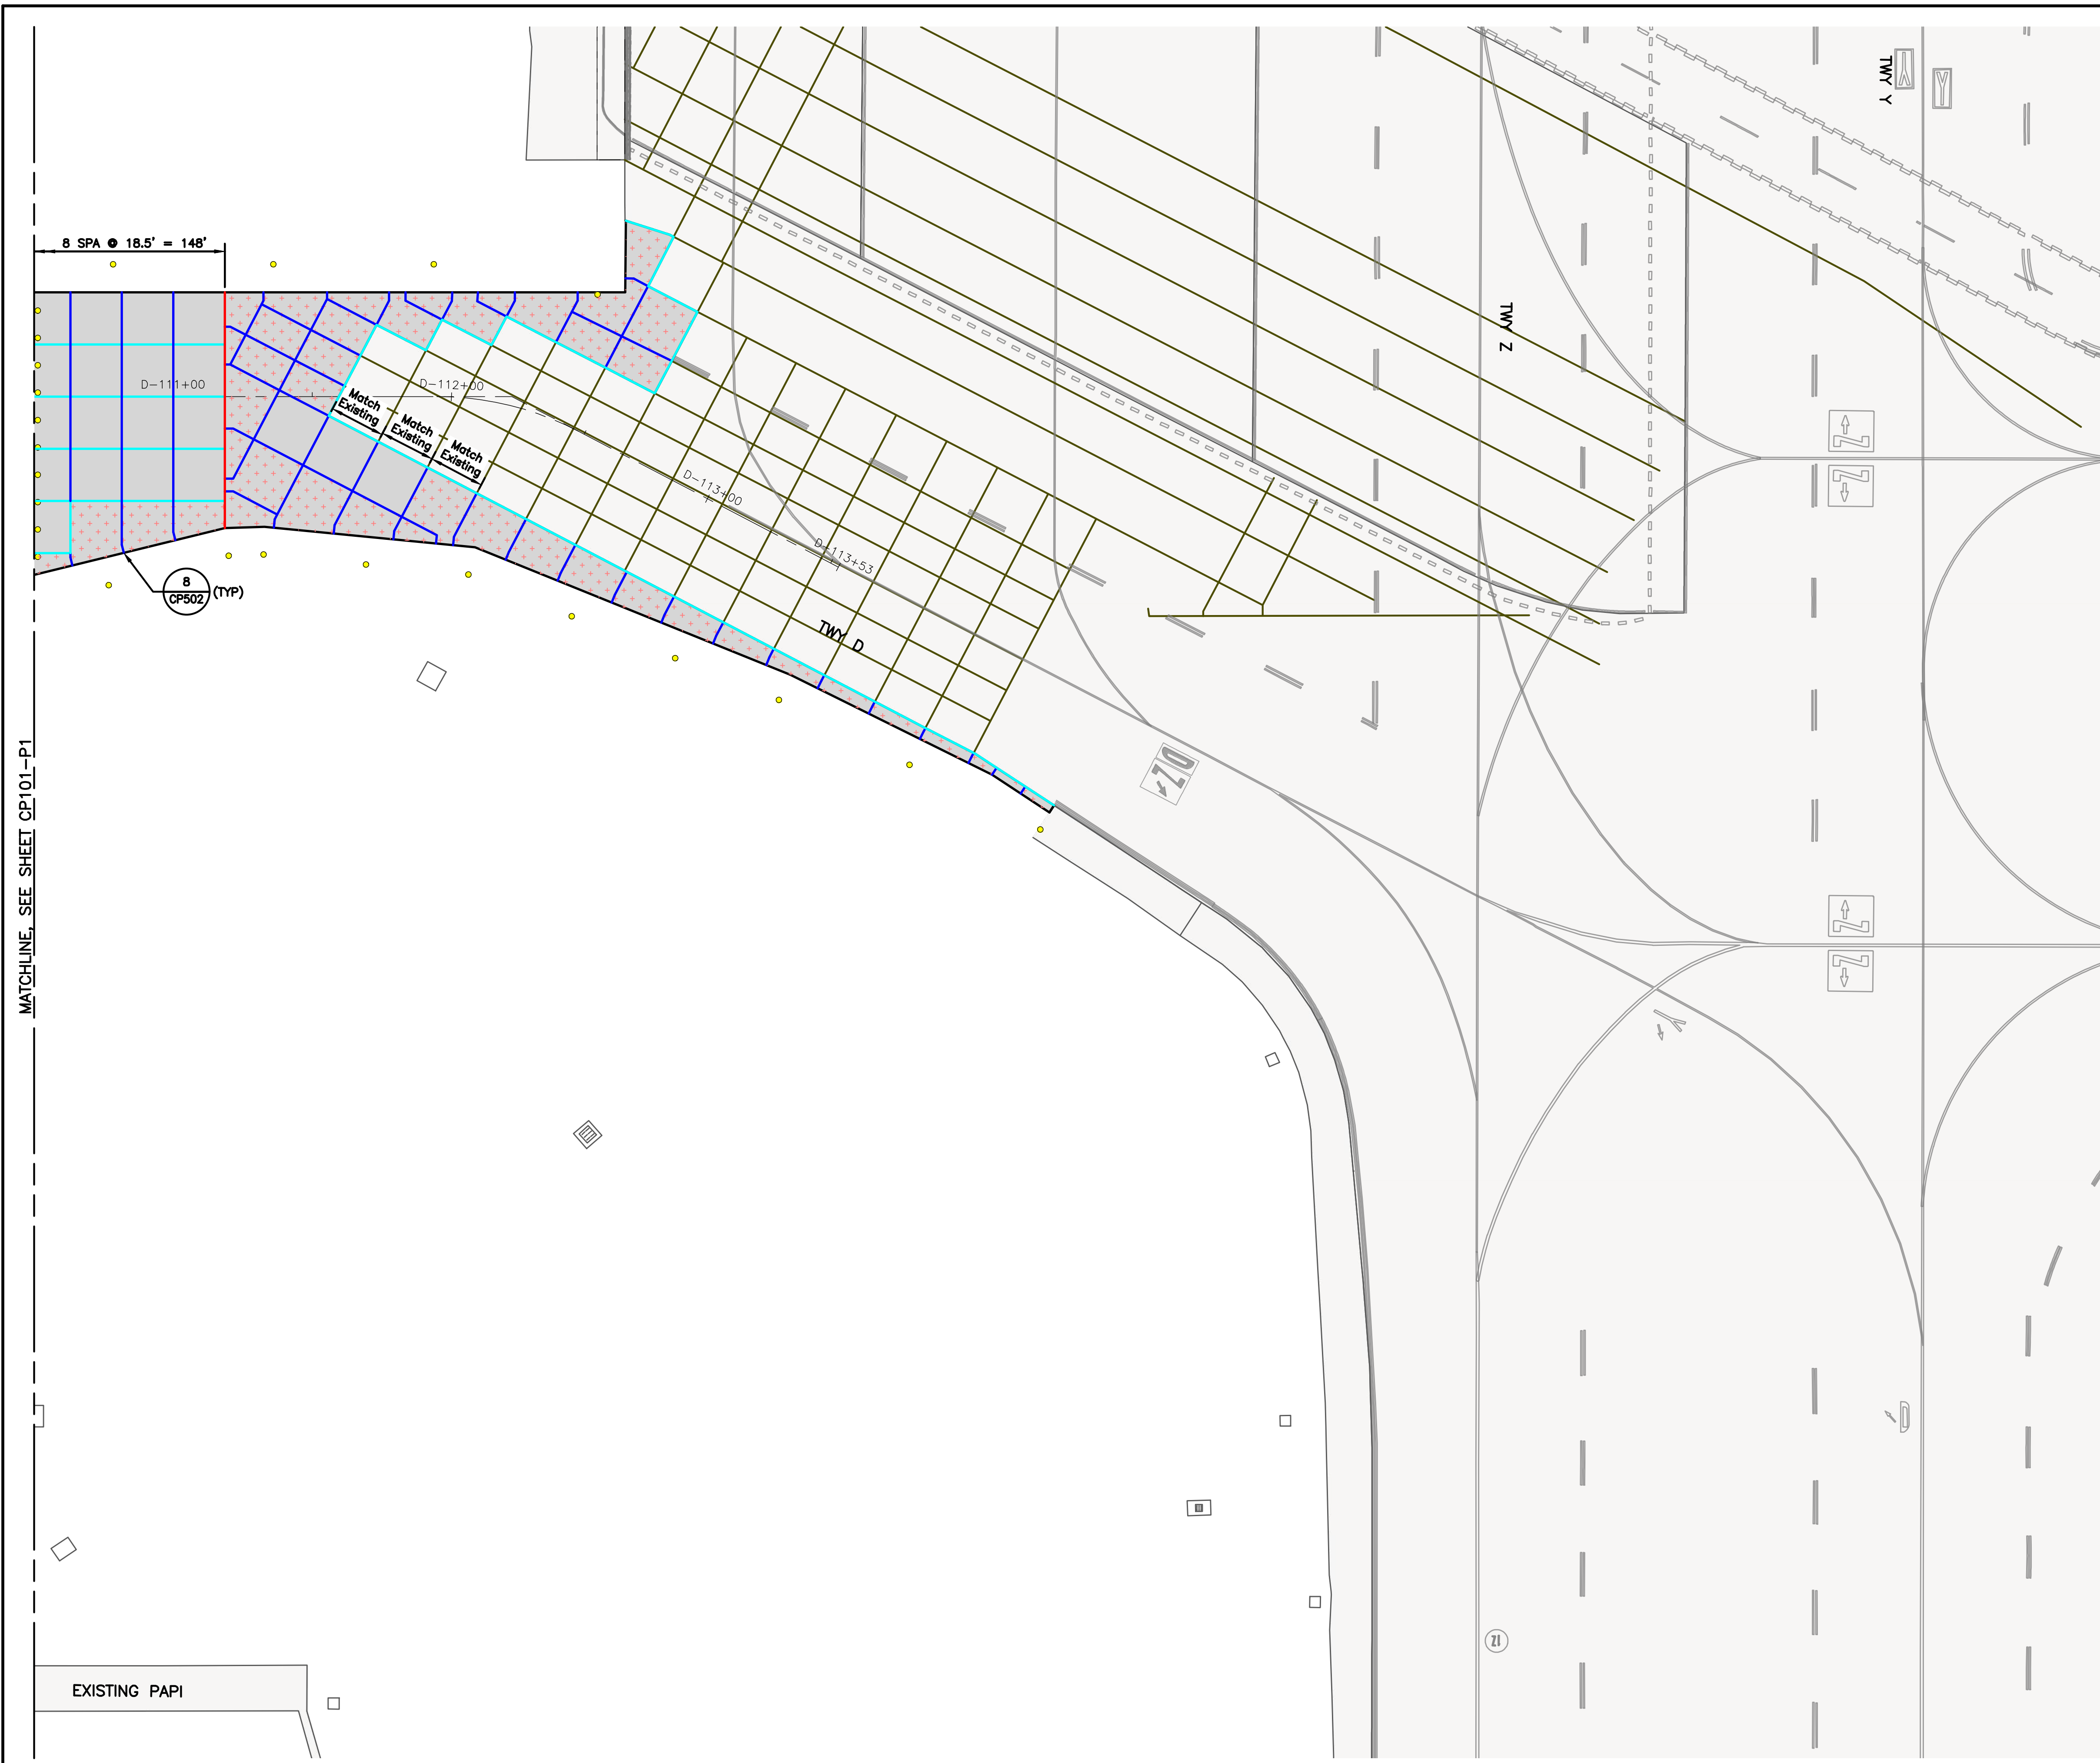 TWY Y
Y
Y
8 SPA @ 18.5' = 148'
TWY Z
D-111+00
D-112+00
Match
Existing
Match
Existing
Match
Existing
Z
Z
D-113+00
D-113+53
8
CP502
(TYP)
TWY D
MATCHLINE, SEE SHEET CP101-P1
Z
D
Z
Z
Y
D
12
EXISTING PAPI